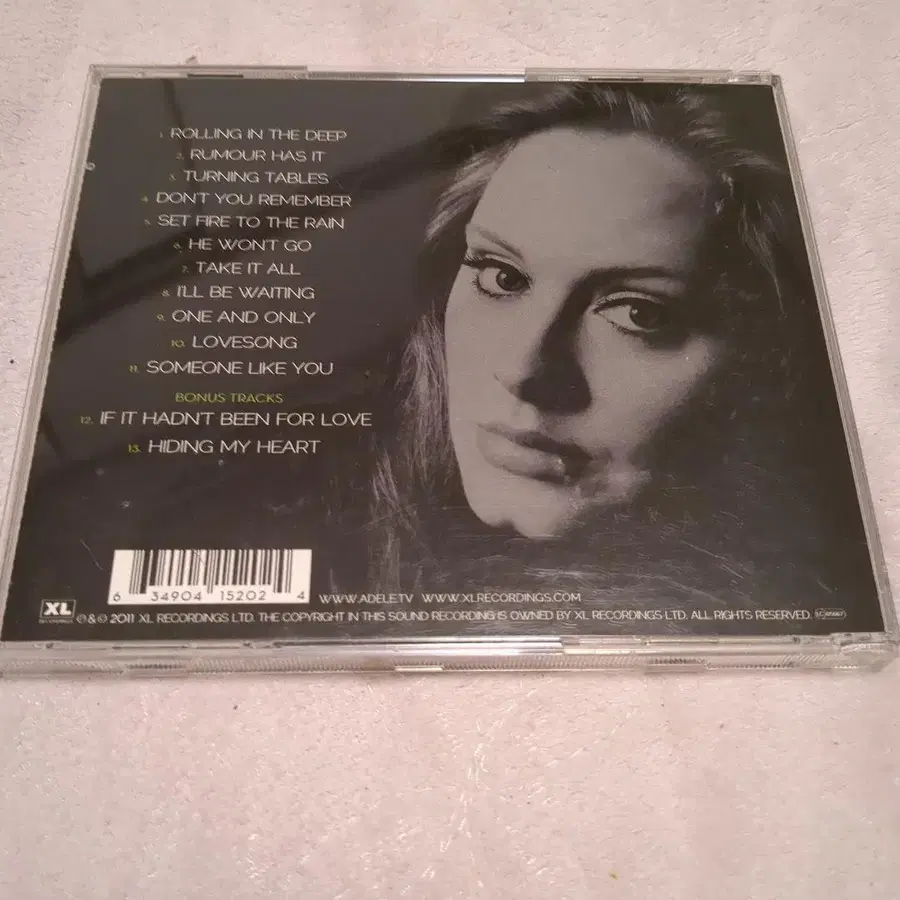 1. ROLLING IN THE DEEP
2. RUMOUR HAS IT
3. TURNING TABLES
4. DON'T YOU REMEMBER
5. SET FIRE TO THE RAIN
6. HE WON'T GO
7. TAKE IT ALL
8. I'LL BE WAITING
9. ONE AND ONLY
10. LOVESONG
11. SOMEONE LIKE YOU
BONUS TRACKS
12. IF IT HADN'T BEEN FOR LOVE
13. HIDING MY HEART
6 34904 15202 4
WWW.ADELE.TV WWW.XLRECORDINGS.COM
XL
℗ & © 2011 XL RECORDINGS LTD. THE COPYRIGHT IN THIS SOUND RECORDING IS OWNED BY XL RECORDINGS LTD. ALL RIGHTS RESERVED.